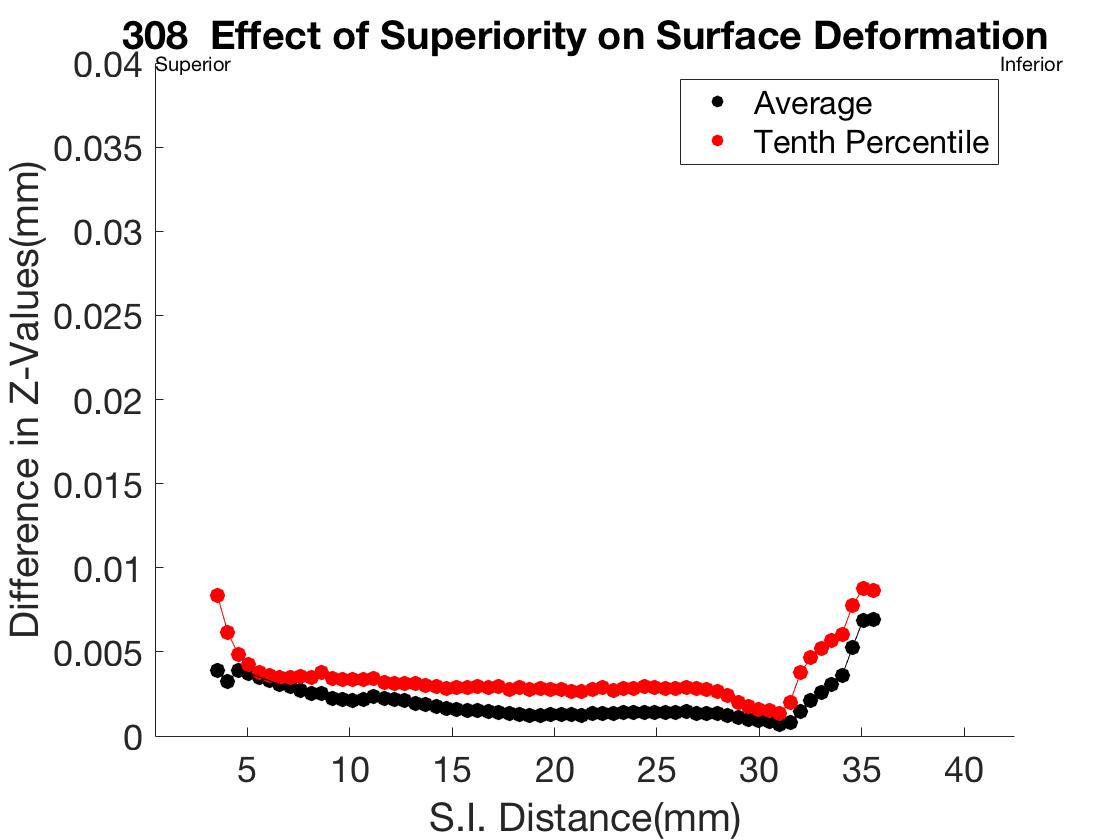 308  Effect of Superiority on Surface Deformation
Superior
Inferior
Average
Tenth Percentile
Difference in Z-Values(mm)
0.04
0.035
0.03
0.025
0.02
0.015
0.01
0.005
0
5 10 15 20 25 30 35 40
S.I. Distance(mm)